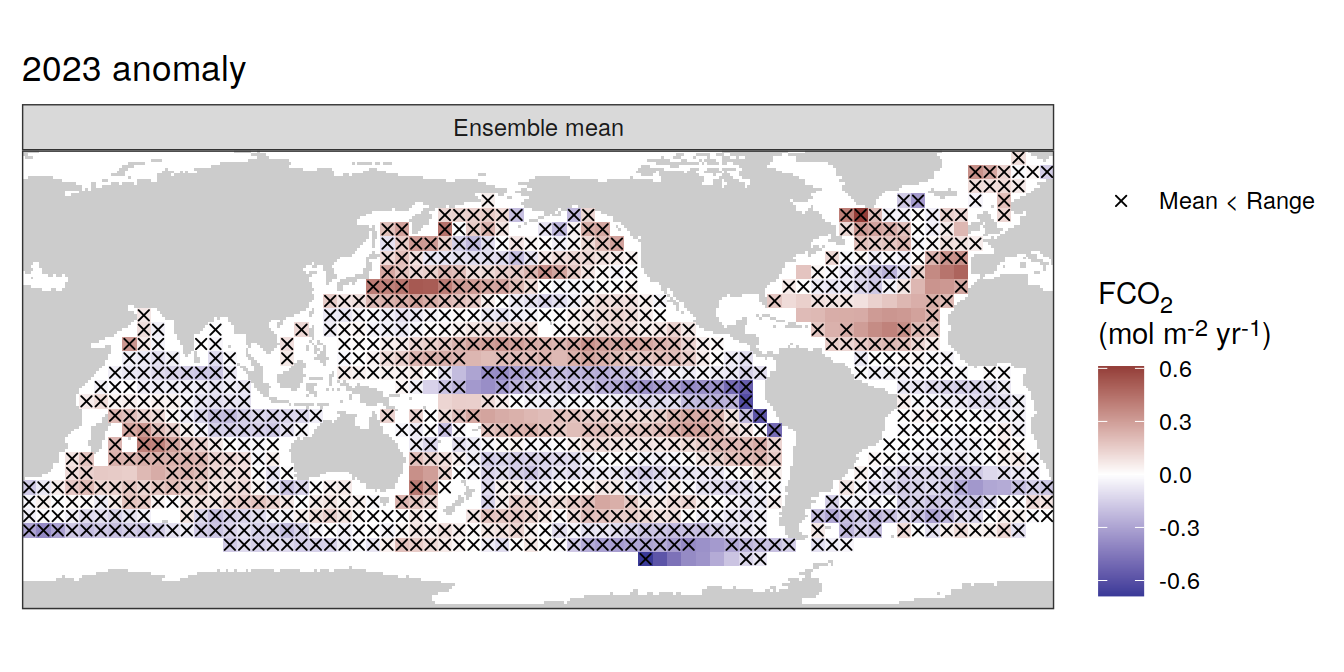 2023 anomaly
Ensemble mean
× Mean < Range
FCO₂
(mol m⁻² yr⁻¹)
0.6
0.3
0.0
-0.3
-0.6